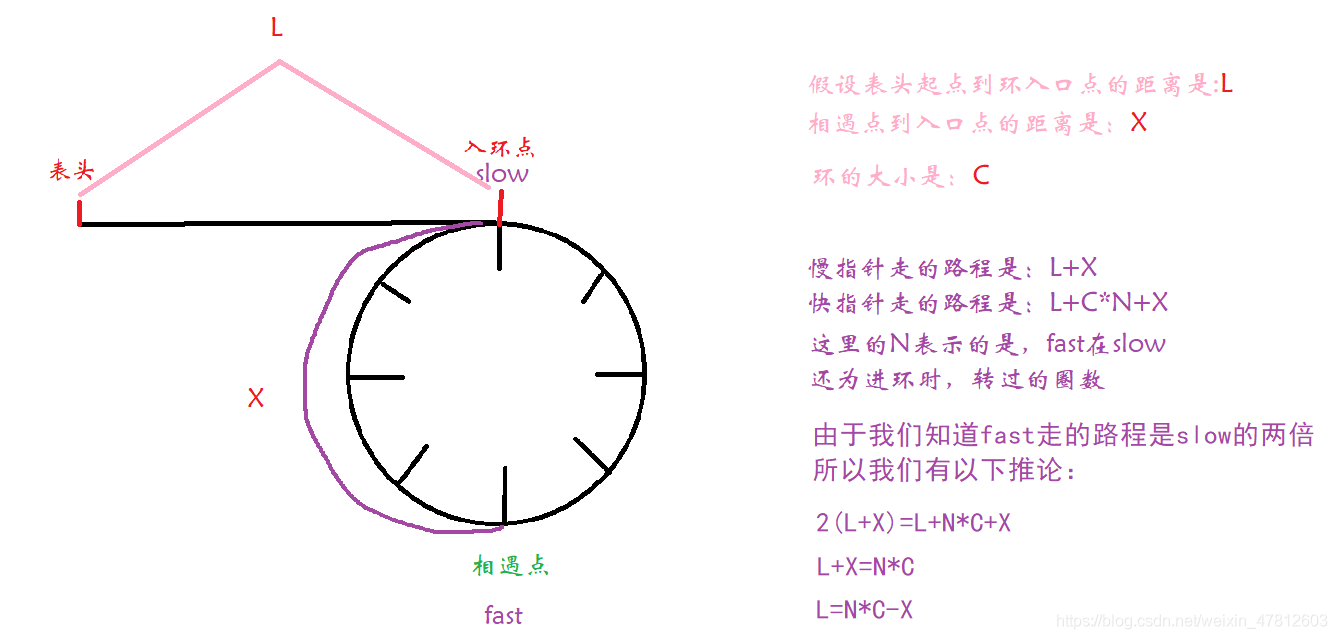 L
表头
入环点
slow
X
相遇点
fast
假设表头起点到环入口点的距离是:L
相遇点到入口点的距离是：X
环的大小是：C
慢指针走的路程是：L+X
快指针走的路程是：L+C*N+X
这里的N表示的是，fast在slow
还为进环时，转过的圈数
由于我们知道fast走的路程是slow的两倍
所以我们有以下推论：
2(L+X)=L+N*C+X
L+X=N*C
L=N*C-X
https://blog.csdn.net/weixin_47812603